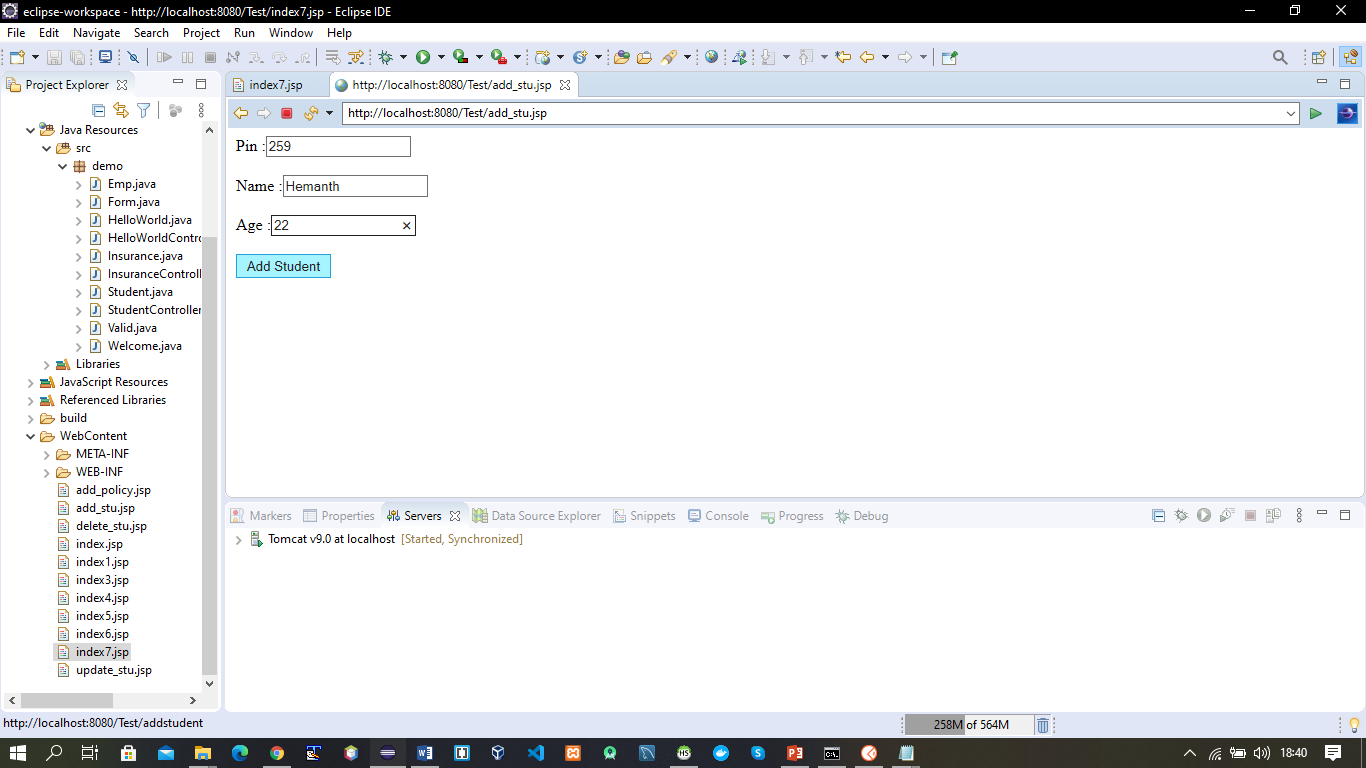 eclipse-workspace - http://localhost:8080/Test/index7.jsp - Eclipse IDE
File Edit Navigate Search Project Run Window Help
Project Explorer
index7.jsp
http://localhost:8080/Test/add_stu.jsp
http://localhost:8080/Test/add_stu.jsp
Java Resources
src
demo
Emp.java
Form.java
HelloWorld.java
HelloWorldContro
Insurance.java
InsuranceControll
Student.java
StudentController
Valid.java
Welcome.java
Libraries
JavaScript Resources
Referenced Libraries
build
WebContent
META-INF
WEB-INF
add_policy.jsp
add_stu.jsp
delete_stu.jsp
index.jsp
index1.jsp
index3.jsp
index4.jsp
index5.jsp
index6.jsp
index7.jsp
update_stu.jsp
Pin : 259
Name : Hemanth
Age : 22
Add Student
Markers Properties Servers Data Source Explorer Snippets Console Progress Debug
Tomcat v9.0 at localhost [Started, Synchronized]
http://localhost:8080/Test/addstudent
258M of 564M
18:40